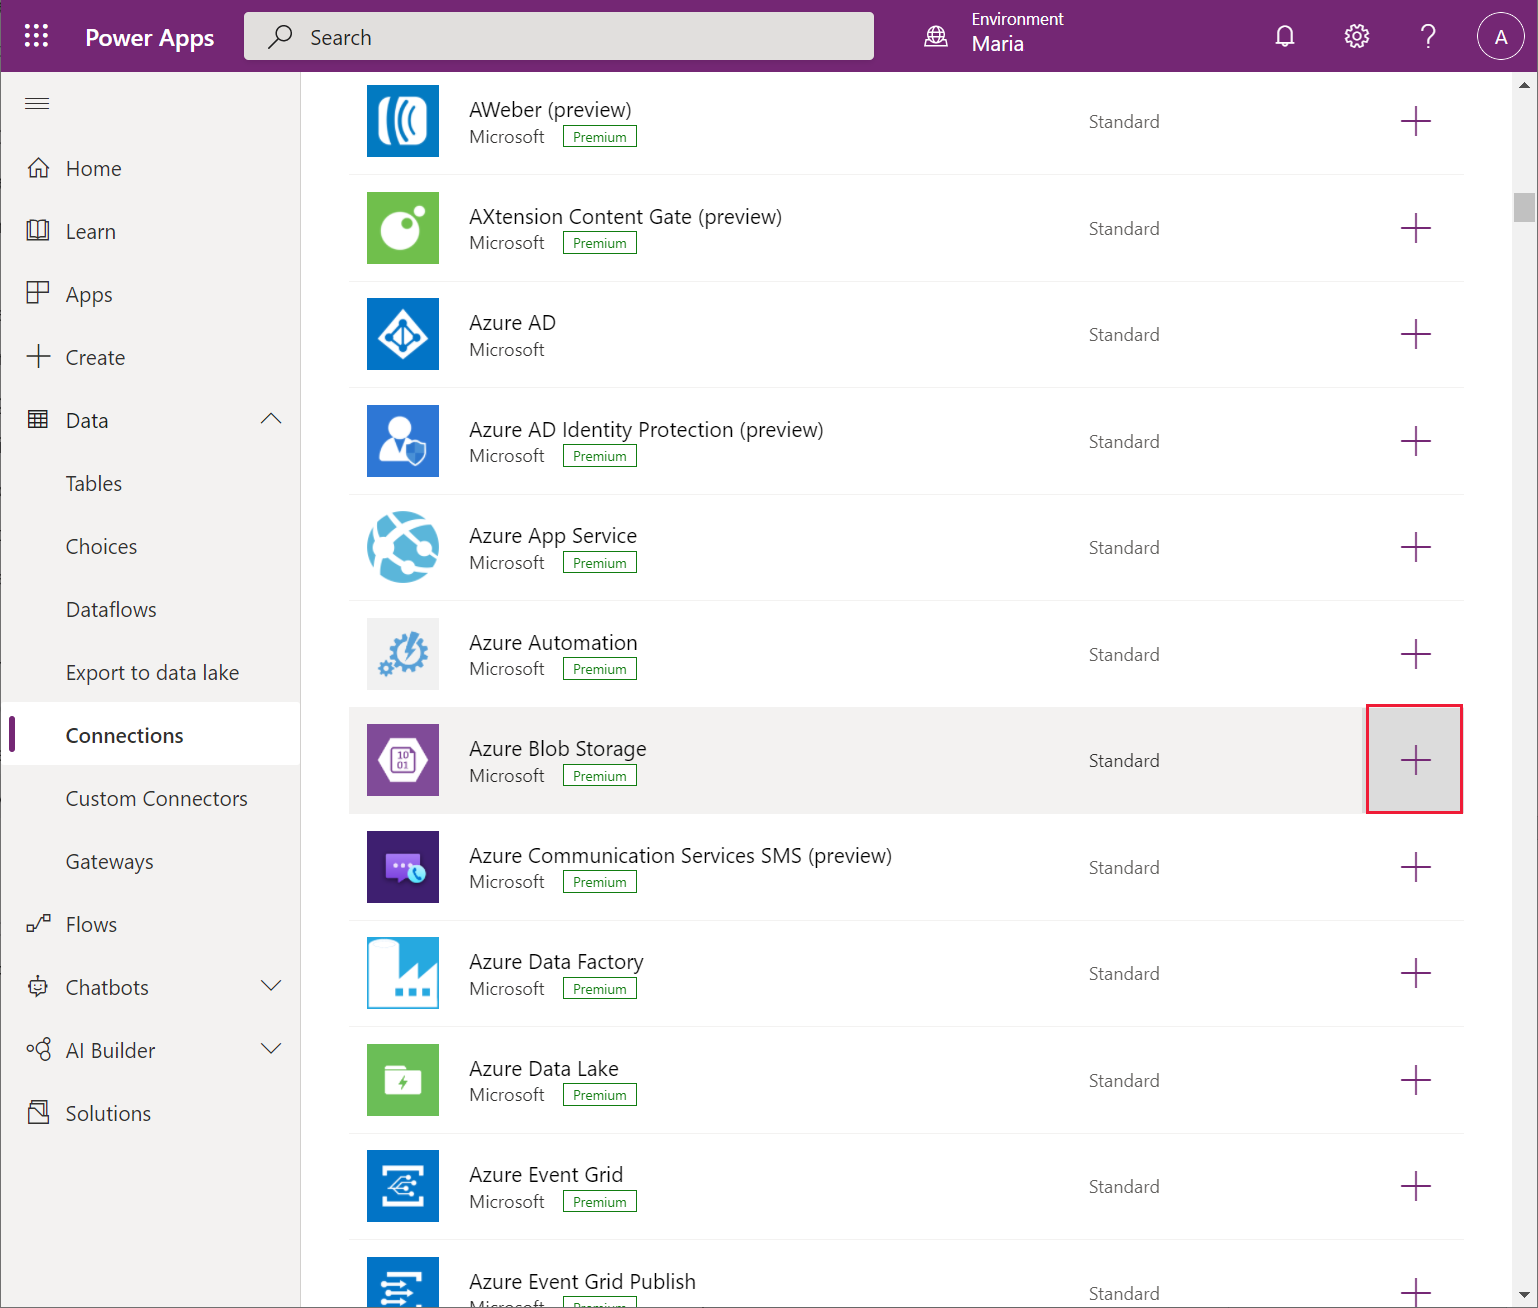 Power Apps
Search
Environment
Maria
A
Home
Learn
Apps
Create
Data
Tables
Choices
Dataflows
Export to data lake
Connections
Custom Connectors
Gateways
Flows
Chatbots
AI Builder
Solutions
AWeber (preview)
Microsoft Premium
Standard
AXtension Content Gate (preview)
Microsoft Premium
Standard
Azure AD
Microsoft
Standard
Azure AD Identity Protection (preview)
Microsoft Premium
Standard
Azure App Service
Microsoft Premium
Standard
Azure Automation
Microsoft Premium
Standard
10
01
Azure Blob Storage
Microsoft Premium
Standard
Azure Communication Services SMS (preview)
Microsoft Premium
Standard
Azure Data Factory
Microsoft Premium
Standard
Azure Data Lake
Microsoft Premium
Standard
Azure Event Grid
Microsoft Premium
Standard
Azure Event Grid Publish
Microsoft Premium
Standard